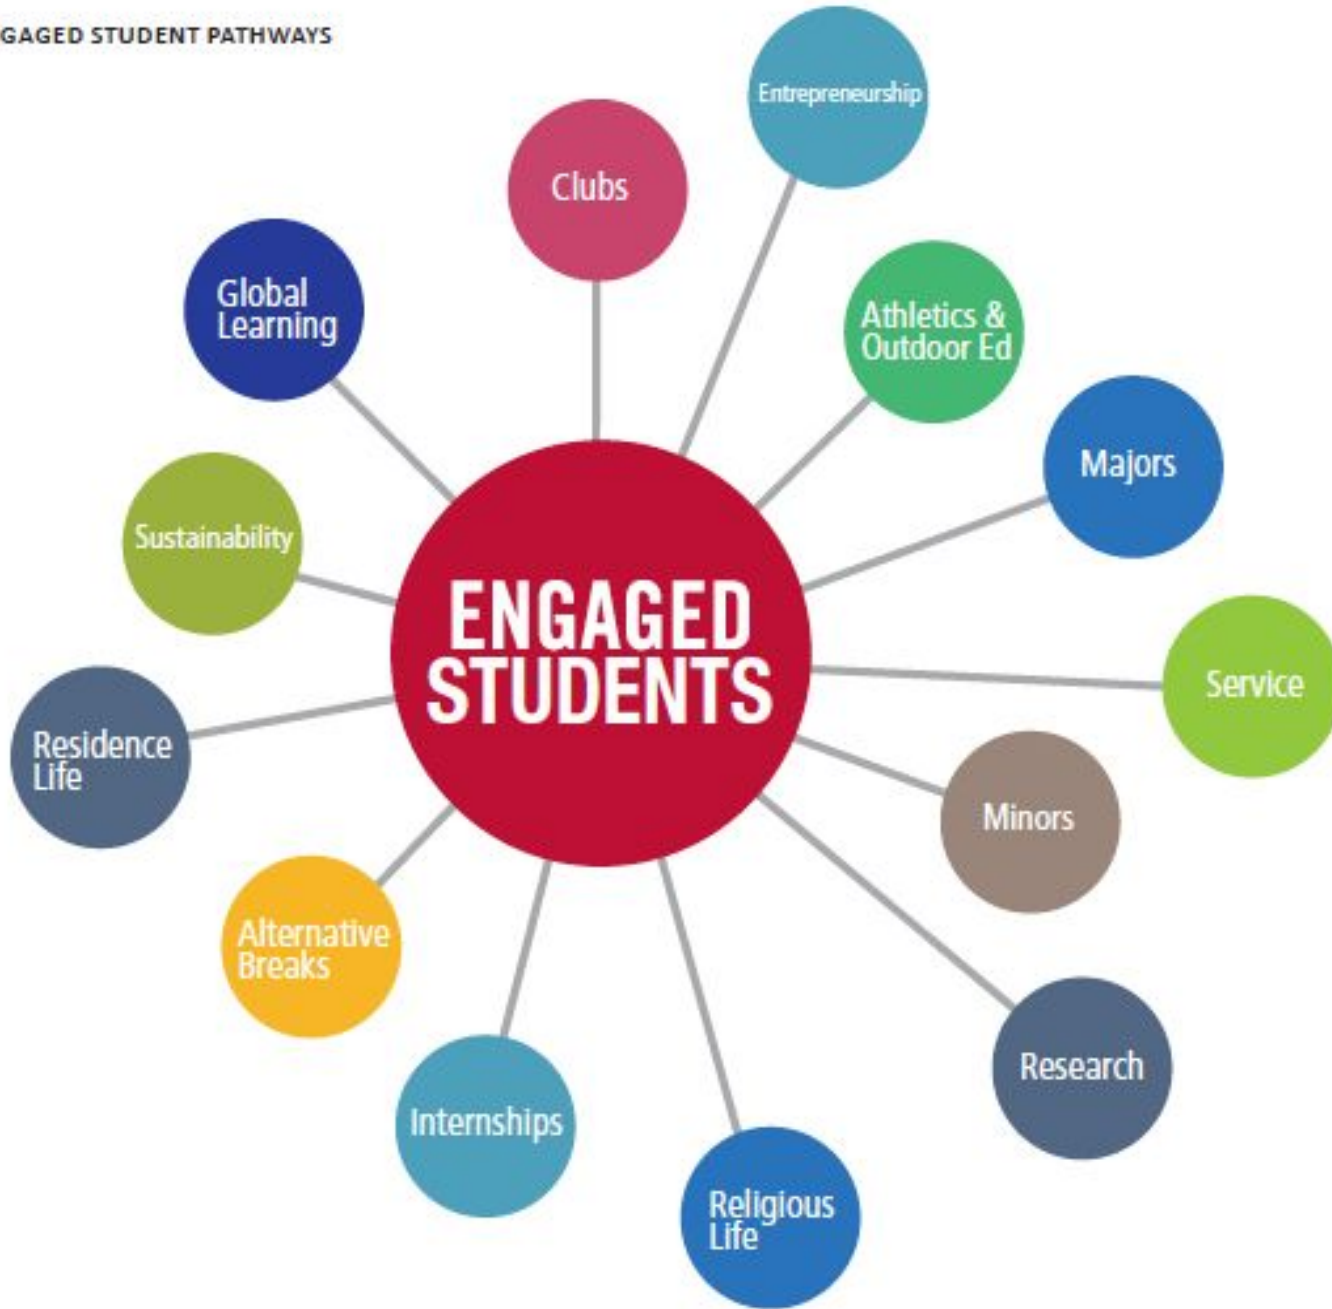 GAGED STUDENT PATHWAYS
Entrepreneurship
Clubs
Global
Learning
Athletics &
Outdoor Ed
Majors
Sustainability
ENGAGED
STUDENTS
Service
Residence
Life
Minors
Alternative
Breaks
Research
Internships
Religious
Life